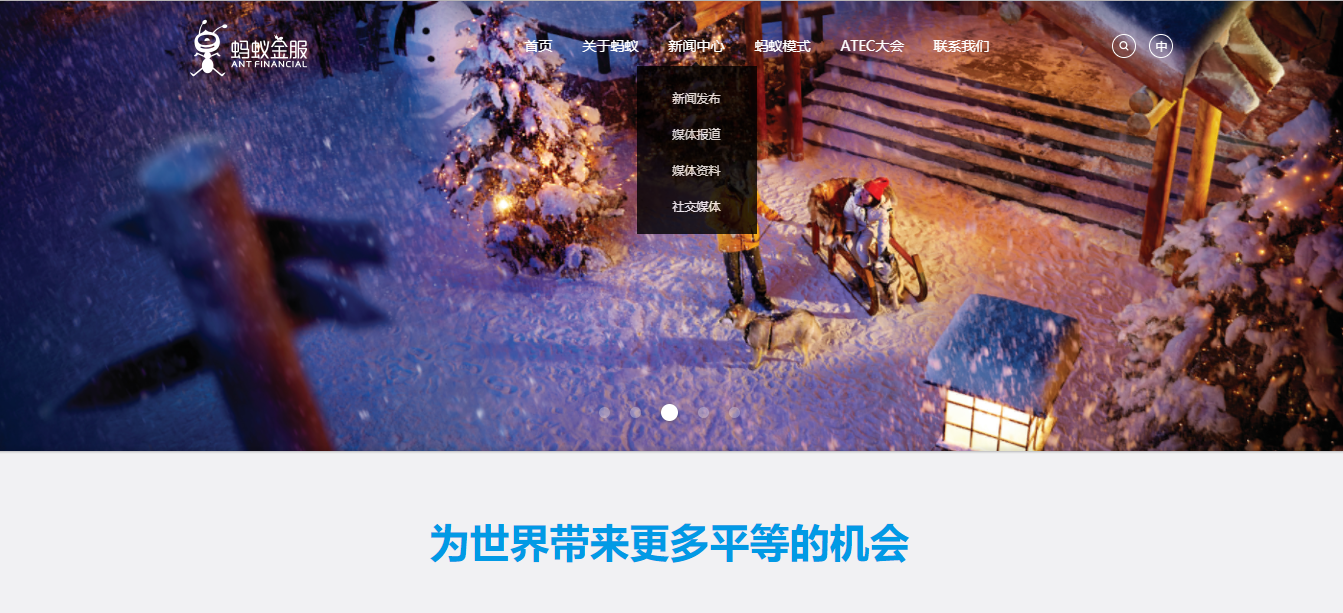 蚂蚁金服
ANT FINANCIAL
首页 关于蚂蚁 新闻中心 蚂蚁模式 ATEC大会 联系我们 中
新闻发布
媒体报道
媒体资料
社交媒体
为世界带来更多平等的机会